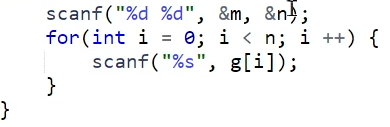 scanf("%d %d", &m, &n);
for(int i = 0; i < n; i ++) {
scanf("%s", g[i]);
}
}